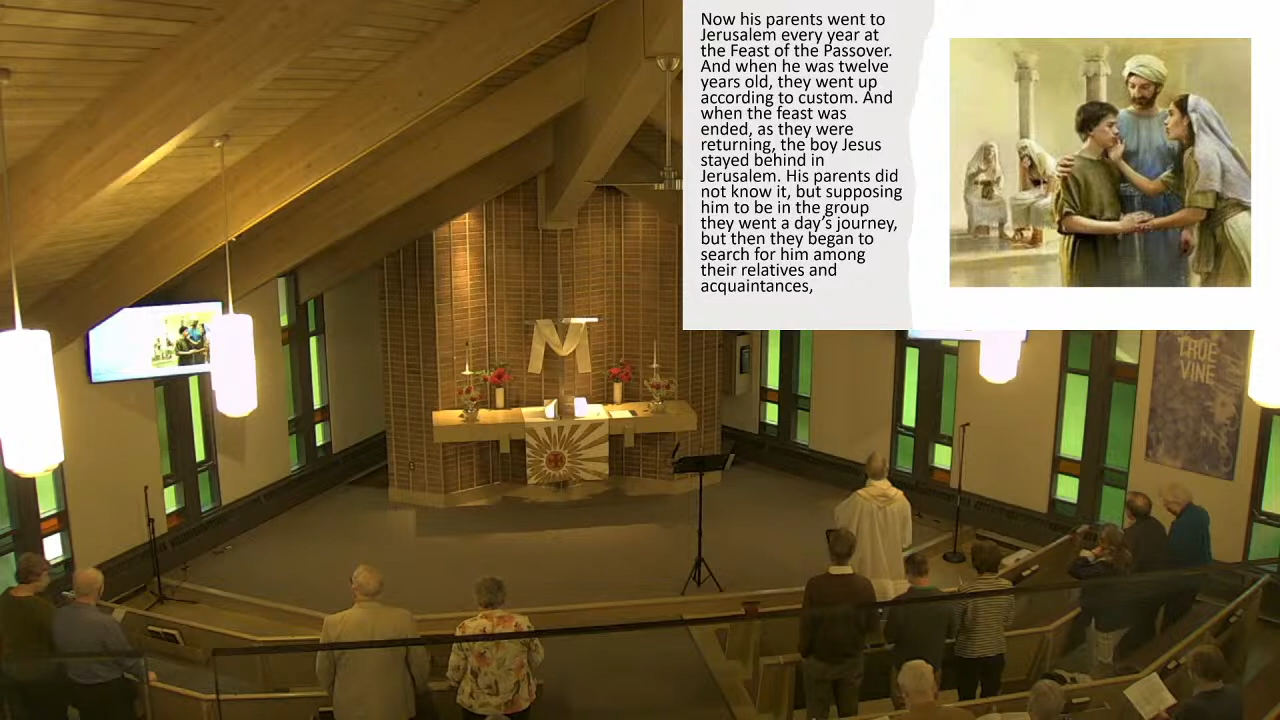 Now his parents went to
Jerusalem every year at
the Feast of the Passover.
And when he was twelve
years old, they went up
according to custom. And
when the feast was
ended, as they were
returning, the boy Jesus
stayed behind in
Jerusalem. His parents did
not know it, but supposing
him to be in the group
they went a day's journey,
but then they began to
search for him among
their relatives and
acquaintances,
TRUE
VINE